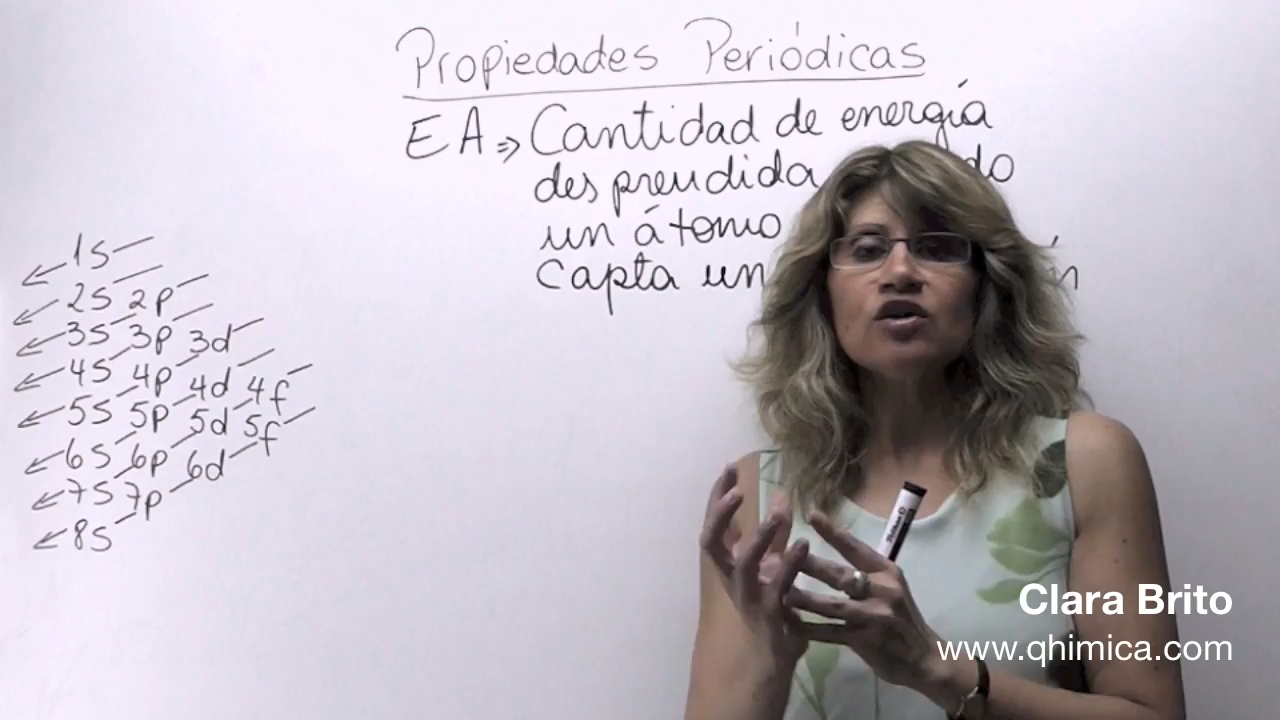 Propiedades Periódicas
EA ⇒ Cantidad de energía
desprendida
un átomo
capta
1s
2s 2p
3s 3p 3d
4s 4p 4d 4f
5s 5p 5d 5f
6s 6p 6d
7s 7p
8s
Clara Brito
www.qhimica.com